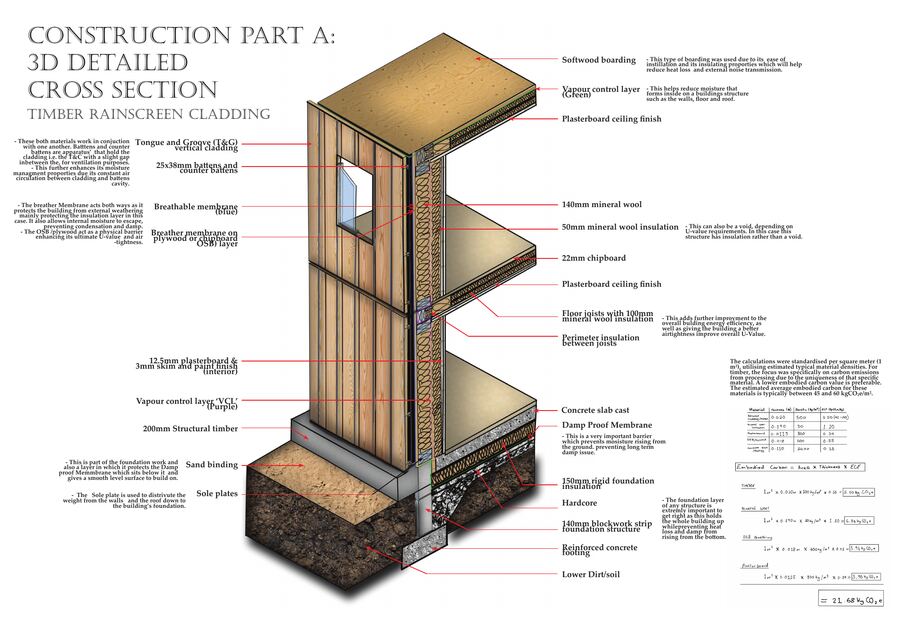 CONSTRUCTION PART A:
3D DETAILED
CROSS SECTION
TIMBER RAINSCREEN CLADDING
- These both materials work in conjuction
with one another. Battens and counter
battens are apparatus' that hold the
cladding i.e. the T&C with a slight gap
inbetween the, for ventilation purposes.
- This further enhances its moisture
managment properties due its constant air
circulation between cladding and battens
cavity.
Tongue and Groove (T&G)
vertical cladding
25x38mm battens and
counter battens
- The breather Membrane acts both ways as it
protects the building from external weathering
mainly protecting the insulation layer in this
case. It also allows internal moisture to escape,
preventing condensation and damp.
- The OSB /plywood act as a physical barrier
enhancing its ultimate U-value and air
-tightness.
Breathable membrane
(blue)
Breather membrane on
plywood or chipboard
OSB) layer
12.5mm plasterboard &
3mm skim and paint finish
(interior)
Vapour control layer 'VCL'
(Purple)
200mm Structural timber
- This is part of the foundation work and
also a layer in which it protects the Damp
proof Memmbrane which sits below it and
gives a smooth level surface to build on.
Sand binding
- The Sole plate is used to distrivute the
weight from the walls and the roof down to
the building's foundation.
Sole plates
Softwood boarding
- This type of boarding was used due to its ease of
instillation and its insulating properties which will help
reduce heat loss and external noise transmission.
Vapour control layer
(Green)
- This helps reduce moisture that
forms inside on a buildings structure
such as the walls, floor and roof.
Plasterboard ceiling finish
140mm mineral wool
50mm mineral wool insulation
- This can also be a void, depending on
U-value requirements. In this case this
structure has insulation rather than a void.
22mm chipboard
Plasterboard ceiling finish
Floor joists with 100mm
mineral wool insulation
- This adds further improvment to the
overall building energy efficiency, as
well as giving the building a better
airtightness improve overall U-Value.
Perimeter insulation
between joists
Concrete slab cast
Damp Proof Membrane
- This is a very important barrier
which prevents moisture rising from
the ground. preventing long term
damp issue.
150mm rigid foundation
insulation
Hardcore
140mm blockwork strip
foundation structure
- The foundation layer
of any structure is
extremly important to
get right as this holds
the whole building up
whilepreventing heat
loss and damp from
rising from the bottom.
Reinforced concrete
footing
Lower Dirt/soil
The calculations were standardised per square meter (1
m²), utilising estimated typical material densities. For
timber, the focus was specifically on carbon emissions
from processing due to the uniqueness of that specific
material. A lower embodied carbon value is preferable.
The estimated average embodied carbon for these
materials is typically between 45 and 60 kgCO₂e/m².
Embodied Carbon =
= 21.68 kg CO₂e